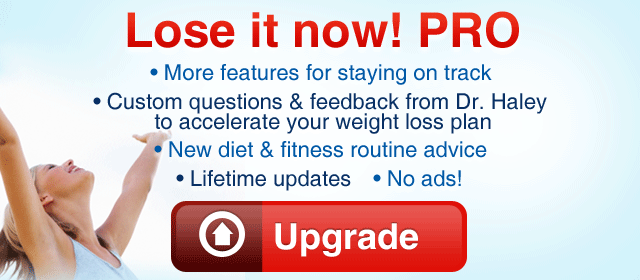 Lose it now! PRO
• More features for staying on track
• Custom questions & feedback from Dr. Haley
to accelerate your weight loss plan
• New diet & fitness routine advice
• Lifetime updates • No ads!
Upgrade